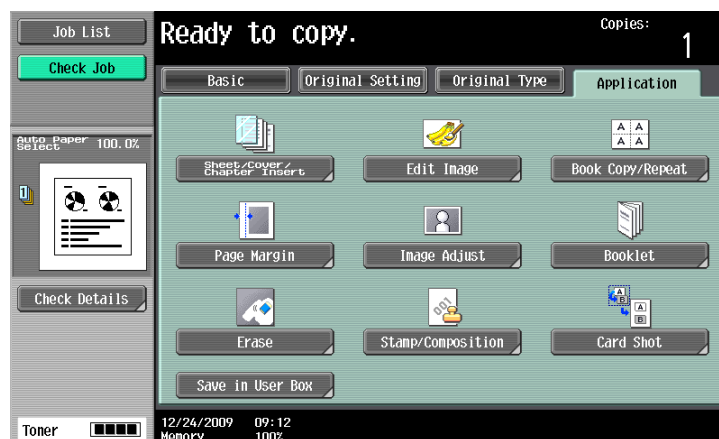 Job List
Check Job
Ready to copy.
Copies:
1
Basic
Original Setting
Original Type
Application
Auto Paper
Select
100.0%
1
Sheet/Cover/
Chapter Insert
Edit Image
A A
A A
Book Copy/Repeat
Page Margin
Image Adjust
Booklet
Check Details
Erase
001
Stamp/Composition
A
B
A
B
Card Shot
Save in User Box
Toner
12/24/2009 09:12
Memory 100%